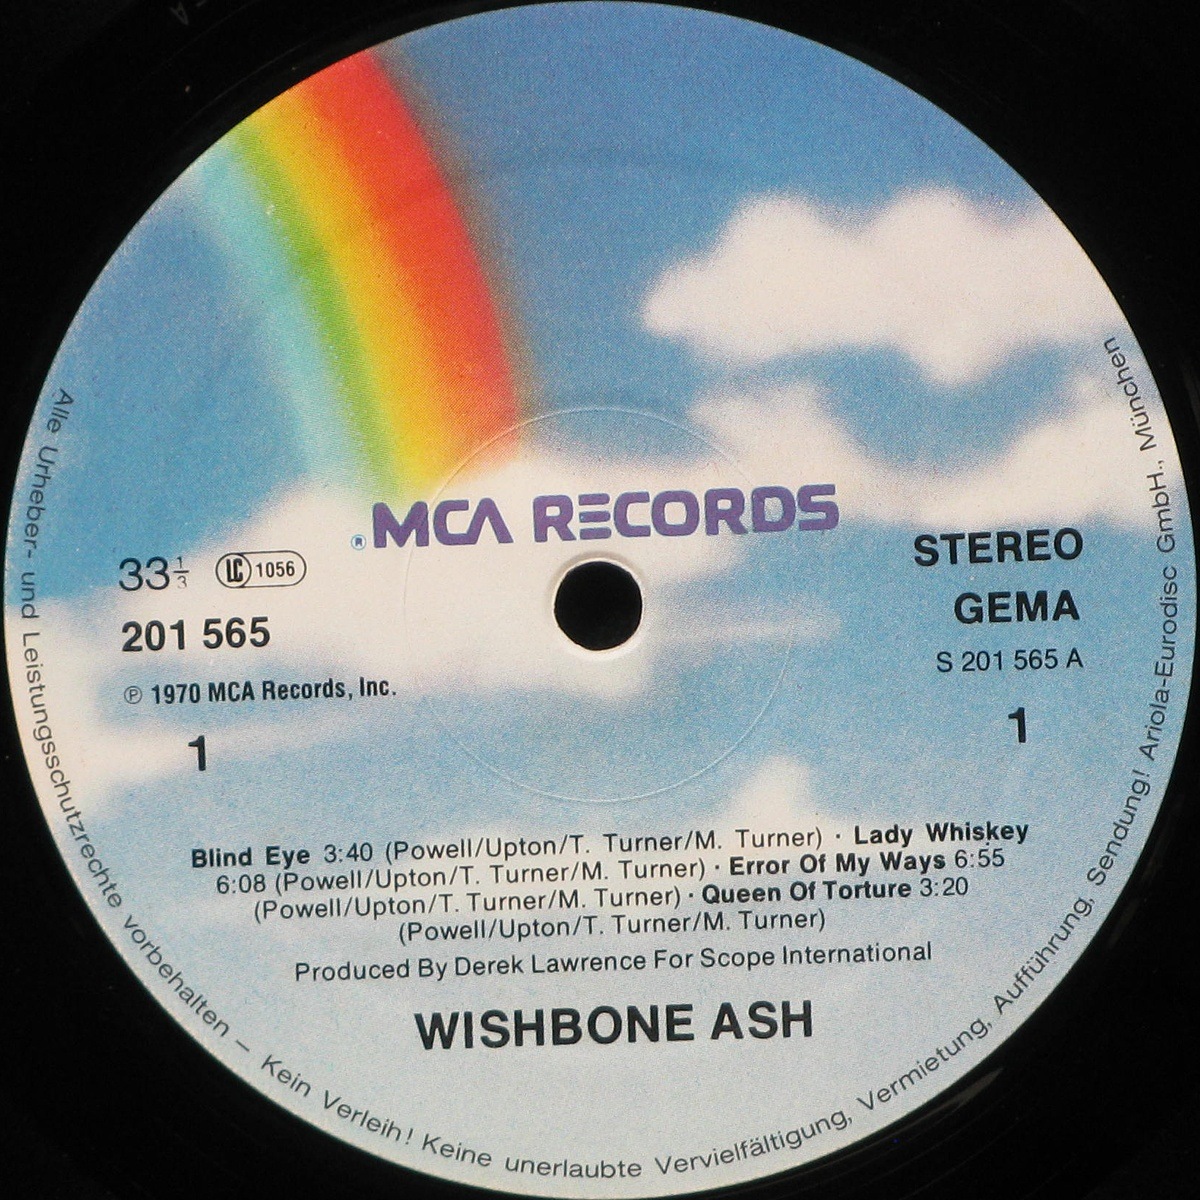 ® MCA RECORDS
33 1/3 LC 1056
201 565
℗ 1970 MCA Records, Inc.
1
STEREO
GEMA
S 201 565 A
1
Blind Eye 3:40 (Powell/Upton/T. Turner/M. Turner) · Lady Whiskey
6:08 (Powell/Upton/T. Turner/M. Turner) · Error Of My Ways 6:55
(Powell/Upton/T. Turner/M. Turner) · Queen Of Torture 3:20
(Powell/Upton/T. Turner/M. Turner)
Produced By Derek Lawrence For Scope International
WISHBONE ASH
Alle Urheber- und Leistungsschutzrechte vorbehalten – Kein Verleih! Keine unerlaubte Vervielfältigung, Vermietung, Aufführung, Sendung! Ariola-Eurodisc GmbH., München